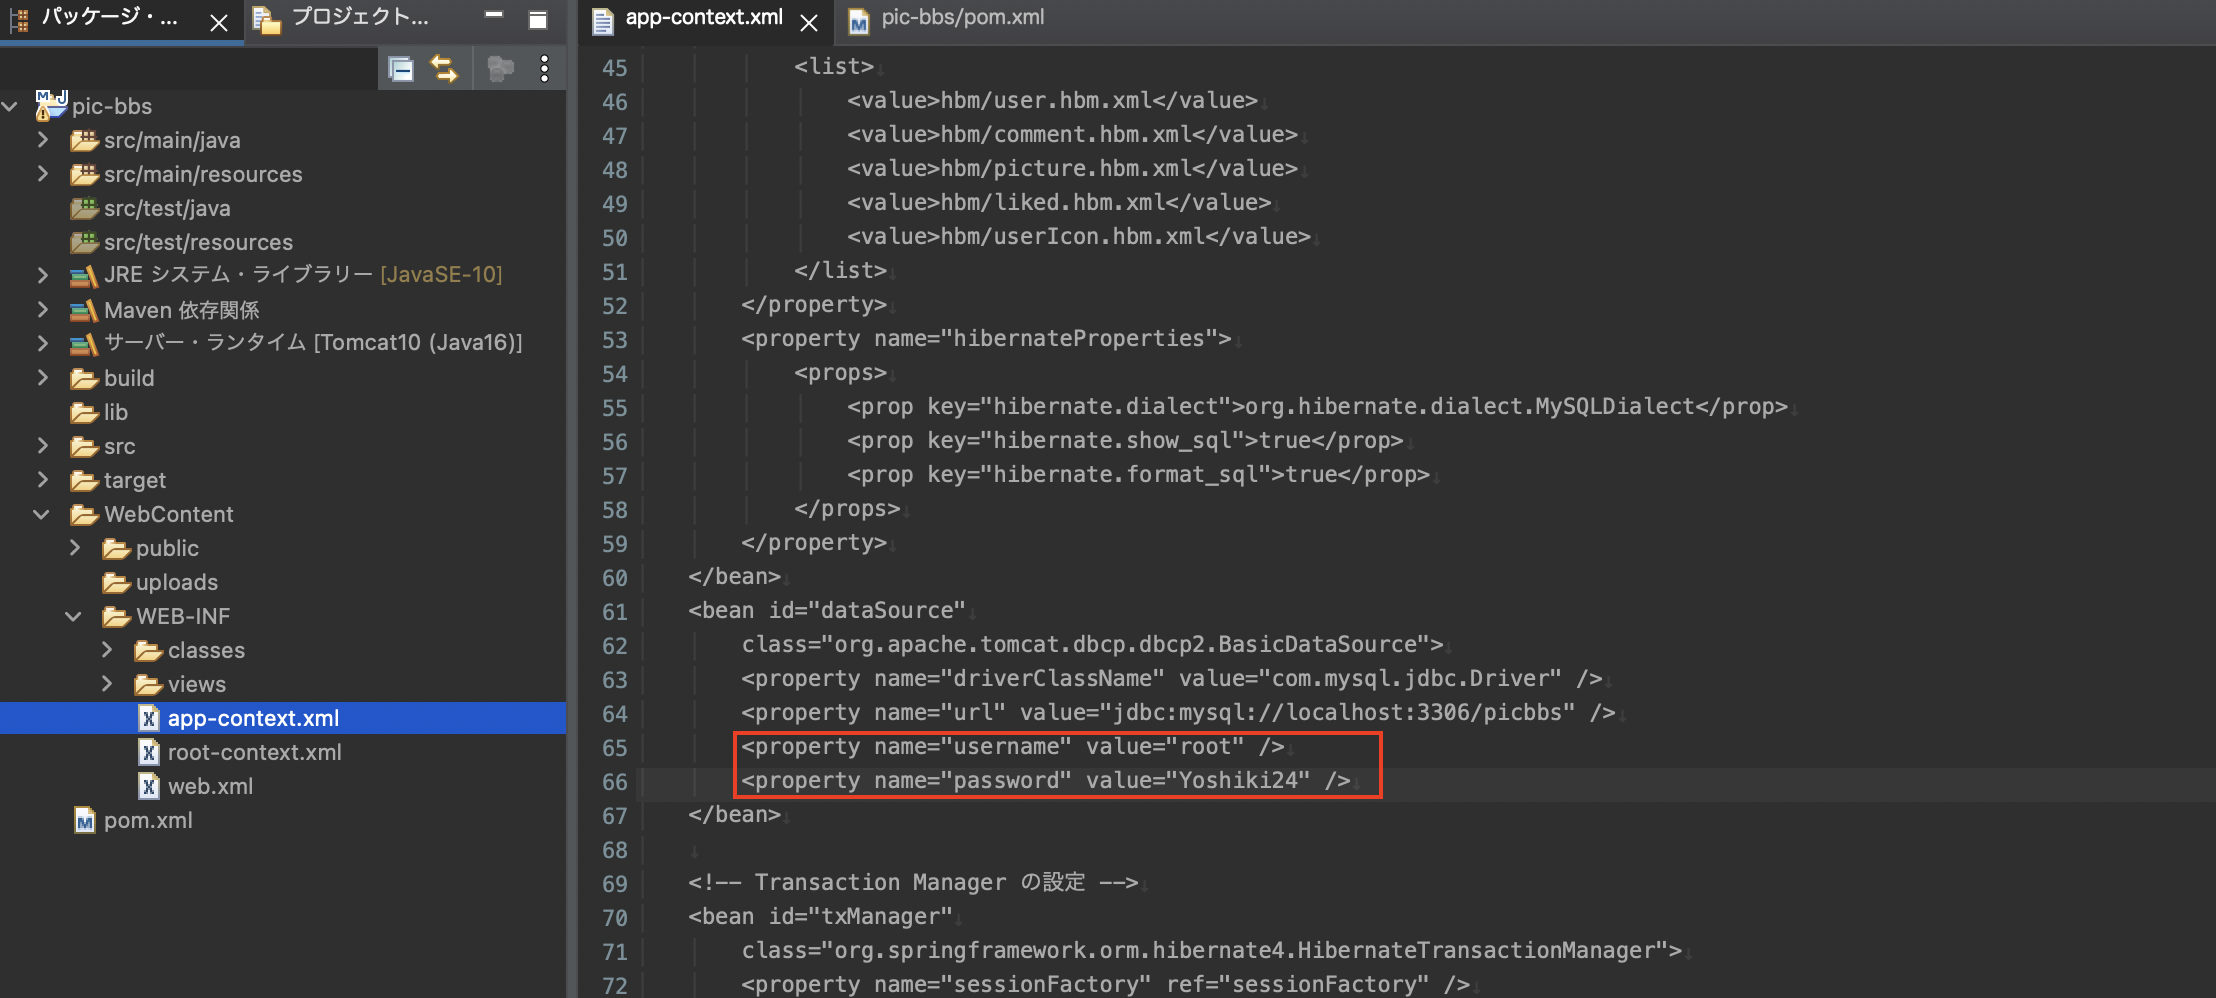 パッケージ・...
プロジェクト...
pic-bbs
src/main/java
src/main/resources
src/test/java
src/test/resources
JRE システム・ライブラリー [JavaSE-10]
Maven 依存関係
サーバー・ランタイム [Tomcat10 (Java16)]
build
lib
src
target
WebContent
public
uploads
WEB-INF
classes
views
app-context.xml
root-context.xml
web.xml
pom.xml
app-context.xml
pic-bbs/pom.xml
45 <list>
46 <value>hbm/user.hbm.xml</value>
47 <value>hbm/comment.hbm.xml</value>
48 <value>hbm/picture.hbm.xml</value>
49 <value>hbm/liked.hbm.xml</value>
50 <value>hbm/userIcon.hbm.xml</value>
51 </list>
52 </property>
53 <property name="hibernateProperties">
54 <props>
55 <prop key="hibernate.dialect">org.hibernate.dialect.MySQLDialect</prop>
56 <prop key="hibernate.show_sql">true</prop>
57 <prop key="hibernate.format_sql">true</prop>
58 </props>
59 </property>
60 </bean>
61 <bean id="dataSource"
62 class="org.apache.tomcat.dbcp.dbcp2.BasicDataSource">
63 <property name="driverClassName" value="com.mysql.jdbc.Driver" />
64 <property name="url" value="jdbc:mysql://localhost:3306/picbbs" />
65 <property name="username" value="root" />
66 <property name="password" value="Yoshiki24" />
67 </bean>
68
69 <!-- Transaction Manager の設定 -->
70 <bean id="txManager"
71 class="org.springframework.orm.hibernate4.HibernateTransactionManager">
72 <property name="sessionFactory" ref="sessionFactory" />